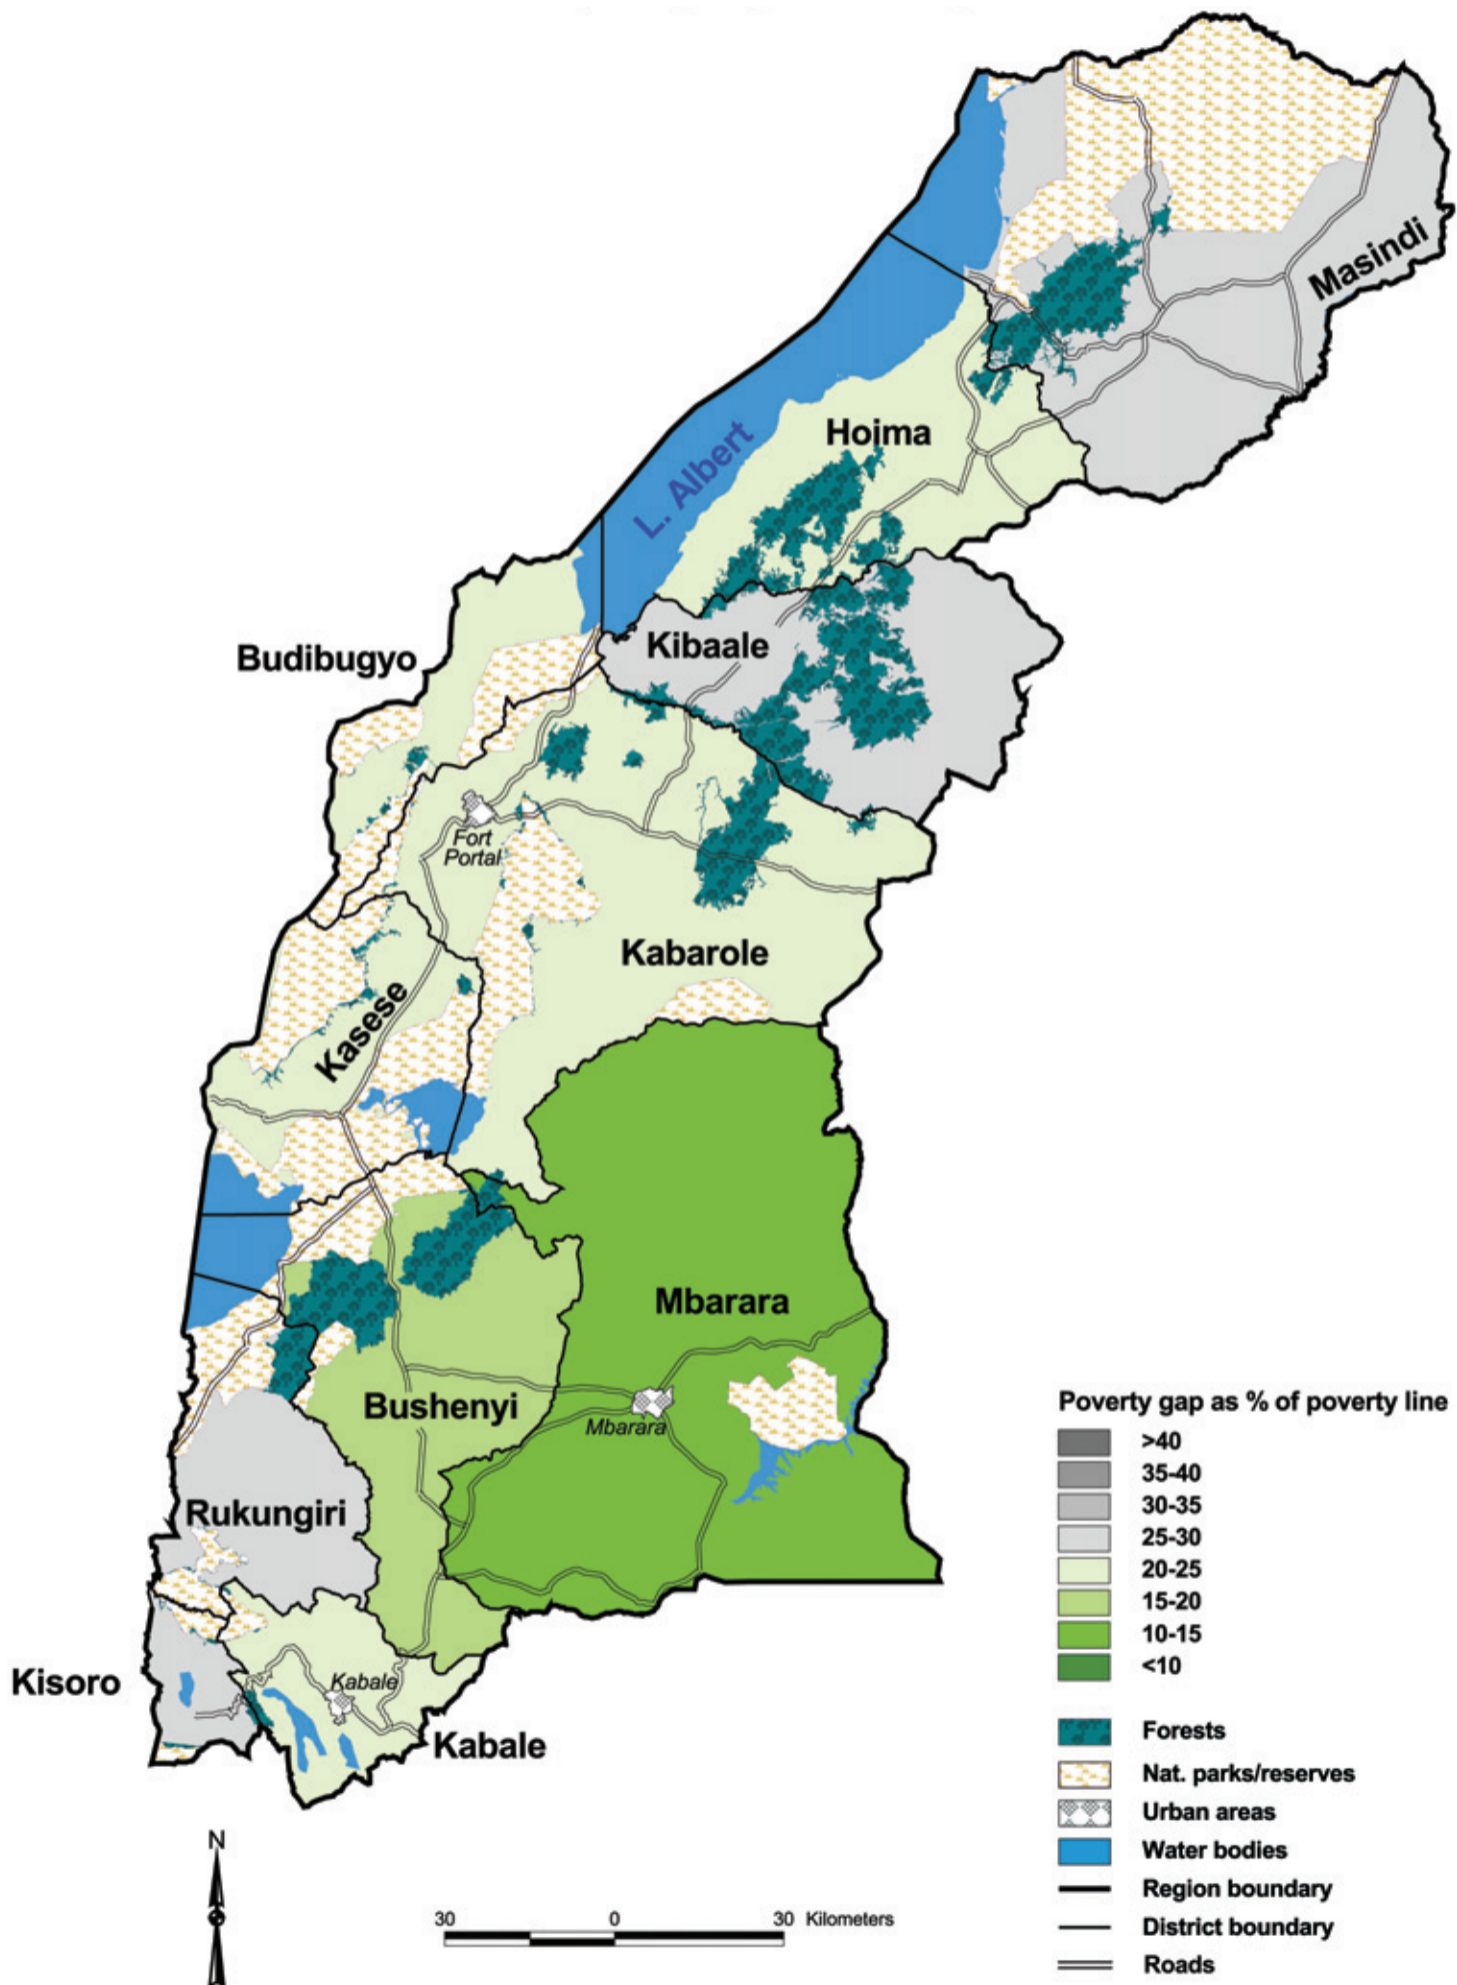 Masindi
Hoima
L. Albert
Kibaale
Budibugyo
Fort
Portal
Kabarole
Kasese
Mbarara
Bushenyi
Mbarara
Rukungiri
Kisoro
Kabale
Kabale
Poverty gap as % of poverty line
>40
35-40
30-35
25-30
20-25
15-20
10-15
<10
Forests
Nat. parks/reserves
Urban areas
Water bodies
Region boundary
District boundary
Roads
N
30 0 30 Kilometers